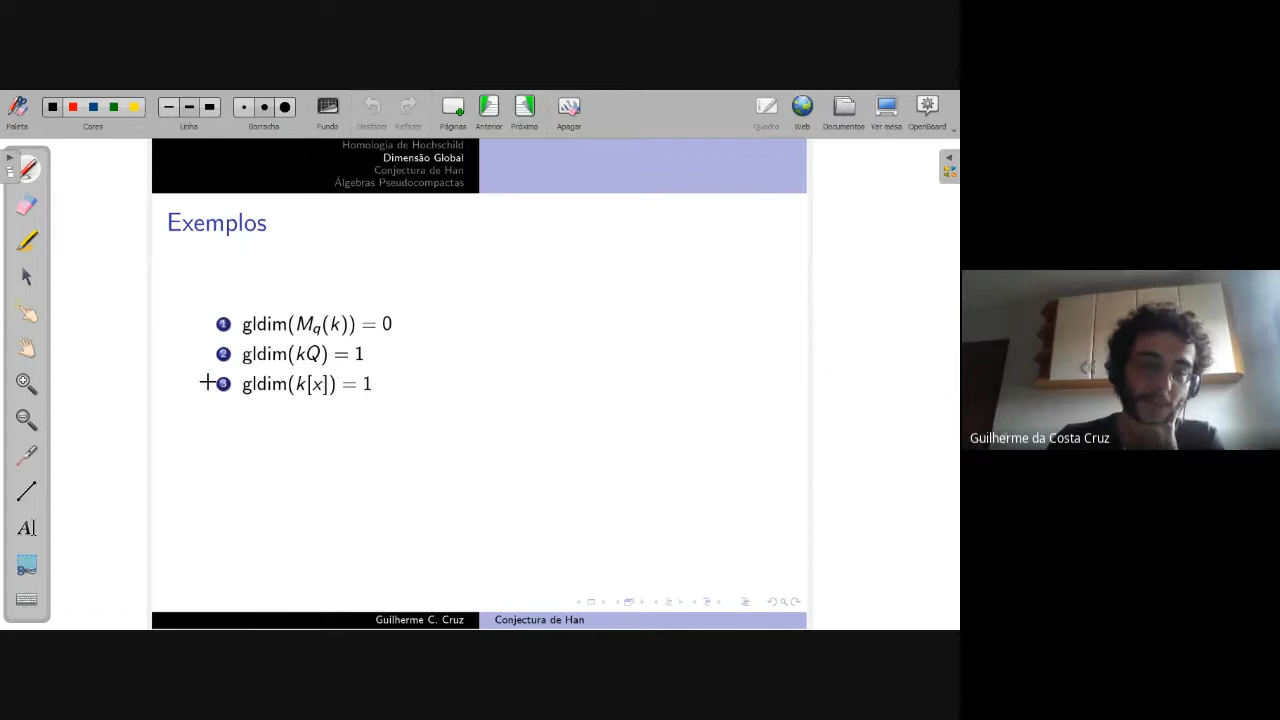 Paleta
Cores
Linha
Borracha
Fundo
Desfazer
Refazer
Páginas
Anterior
Próximo
Apagar
Quadro
Web
Documentos
Ver mesa
OpenBoard
Homologia de Hochschild
Dimensão Global
Conjectura de Han
Álgebras Pseudocompactas
Exemplos
1 gldim(M_q(k)) = 0
2 gldim(kQ) = 1
3 gldim(k[x]) = 1
Guilherme da Costa Cruz
Guilherme C. Cruz
Conjectura de Han